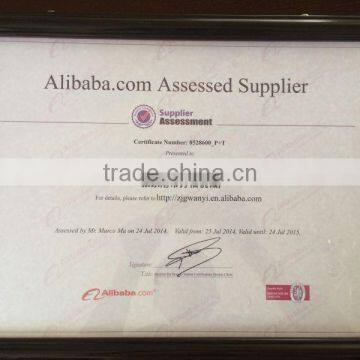 Alibaba.com Assessed Supplier
Supplier
Assessment
Certificate Number: 0528600_P+T
Presented to
trade.china.com
For details, please refer to http://zjgwanyi.en.alibaba.com
Assessed by Mr. Marco Ma on 24 Jul 2014. Valid from: 25 Jul 2014. Valid until: 24 Jul 2015.
Signature:
Title:
Alibaba.com